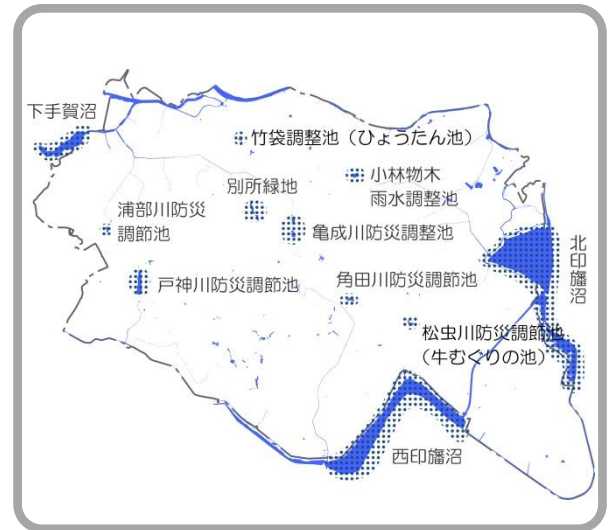 下手賀沼
竹袋調整池（ひょうたん池）
小林物木
雨水調整池
別所緑地
浦部川防災
調節池
亀成川防災調整池
北印旛沼
戸神川防災調節池
角田川防災調節池
松虫川防災調節池
（牛むぐりの池）
西印旛沼